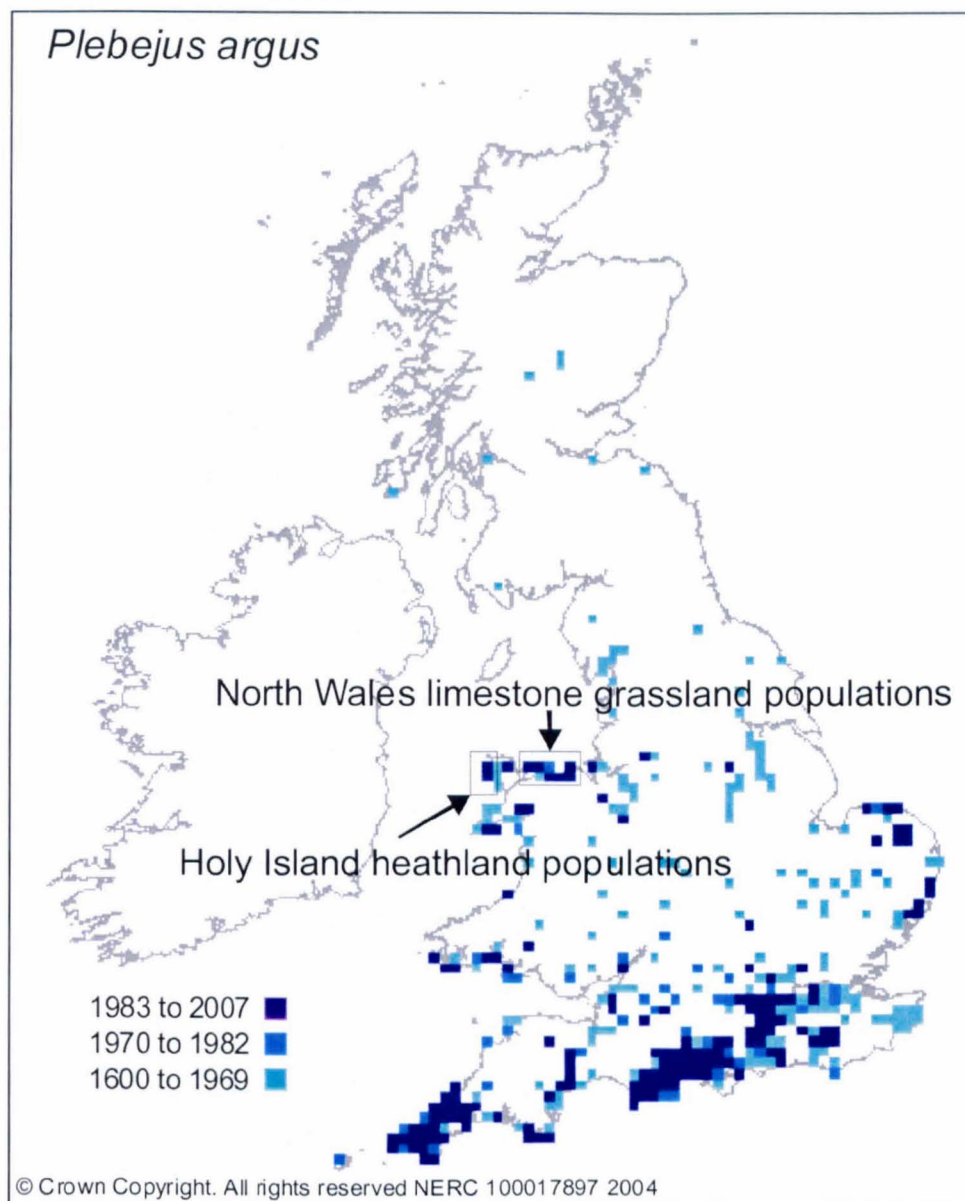 Plebejus argus
North Wales limestone grassland populations
Holy Island heathland populations
1983 to 2007
1970 to 1982
1600 to 1969
© Crown Copyright. All rights reserved NERC 100017897 2004